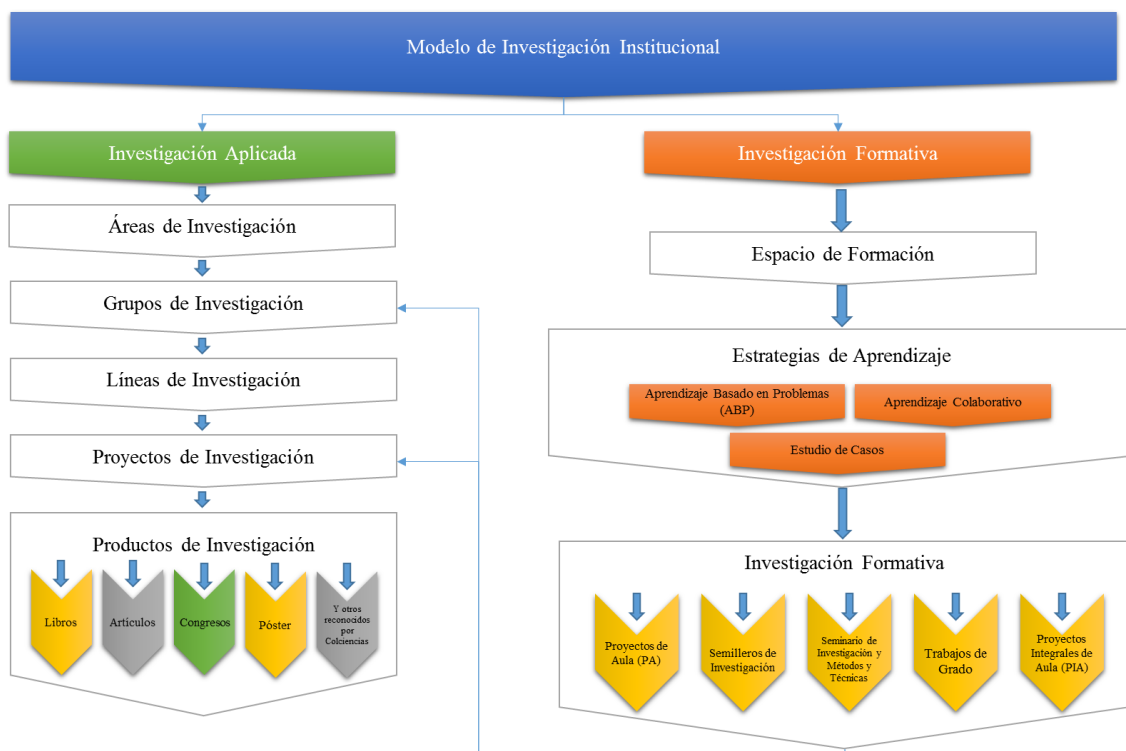 Modelo de Investigación Institucional
Investigación Aplicada
Áreas de Investigación
Grupos de Investigación
Líneas de Investigación
Proyectos de Investigación
Productos de Investigación
Libros
Artículos
Congresos
Póster
Y otros
reconocidos
por
Colciencias
Investigación Formativa
Espacio de Formación
Estrategias de Aprendizaje
Aprendizaje Basado en Problemas
(ABP)
Aprendizaje Colaborativo
Estudio de Casos
Investigación Formativa
Proyectos de
Aula (PA)
Semilleros de
Investigación
Seminario de
Investigación y
Métodos y
Técnicas
Trabajos de
Grado
Proyectos
Integrales de
Aula (PIA)